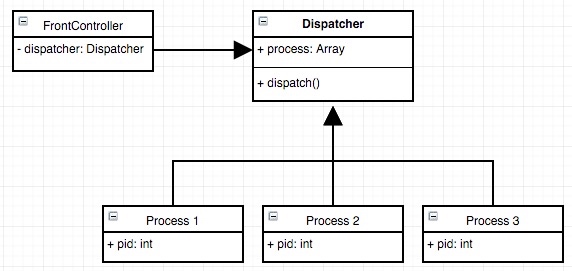 FrontController
- dispatcher: Dispatcher
Dispatcher
+ process: Array
+ dispatch()
Process 1
+ pid: int
Process 2
+ pid: int
Process 3
+ pid: int